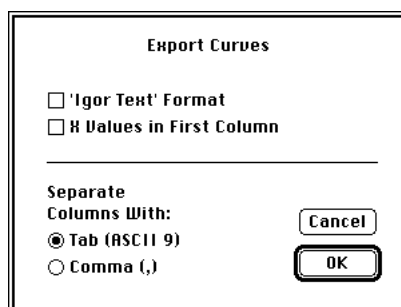 Export Curves
'Igor Text' Format
X Values in First Column
Separate
Columns With:
Tab (ASCII 9)
Comma (,)
Cancel
OK